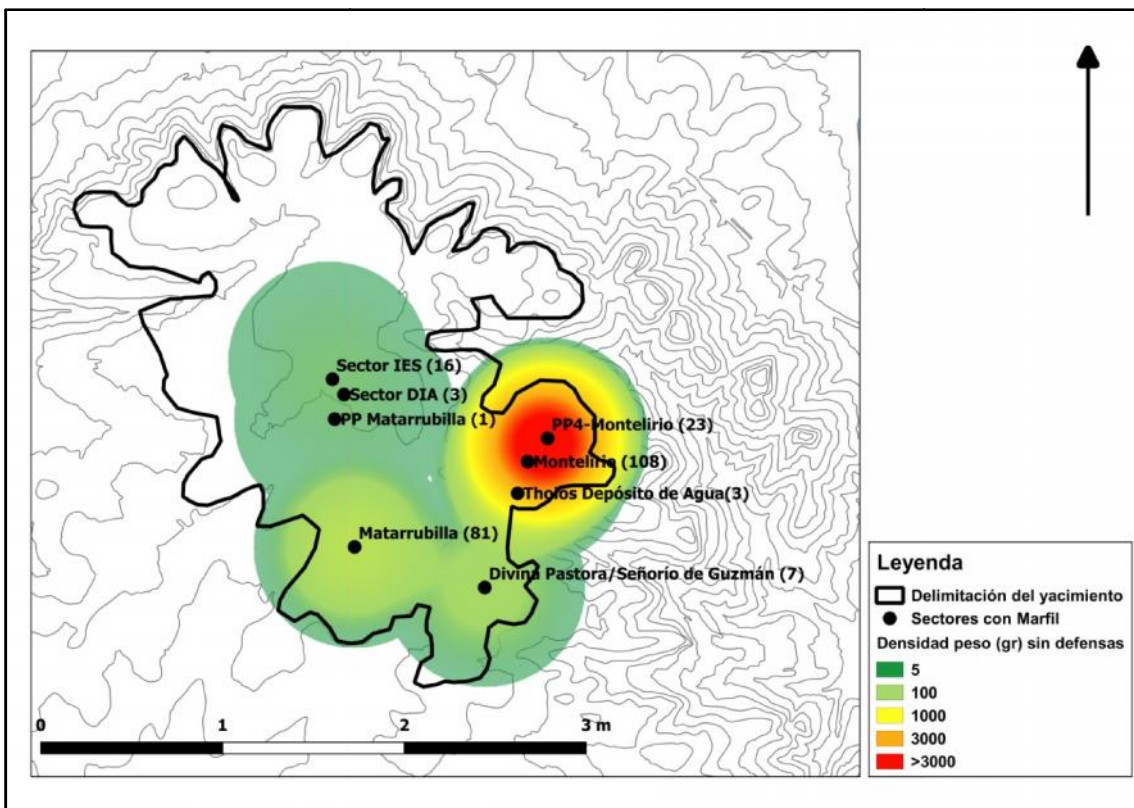 Sector IES (16)
Sector DIA (3)
PP Matarrubilla (1)
PP4-Montelirio (23)
Montelirio (108)
Tholos Depósito de Agua(3)
Matarrubilla (81)
Divina Pastora/Señorío de Guzmán (7)
0 1 2 3 m
Leyenda
Delimitación del yacimiento
Sectores con Marfil
Densidad peso (gr) sin defensas
5
100
1000
3000
>3000